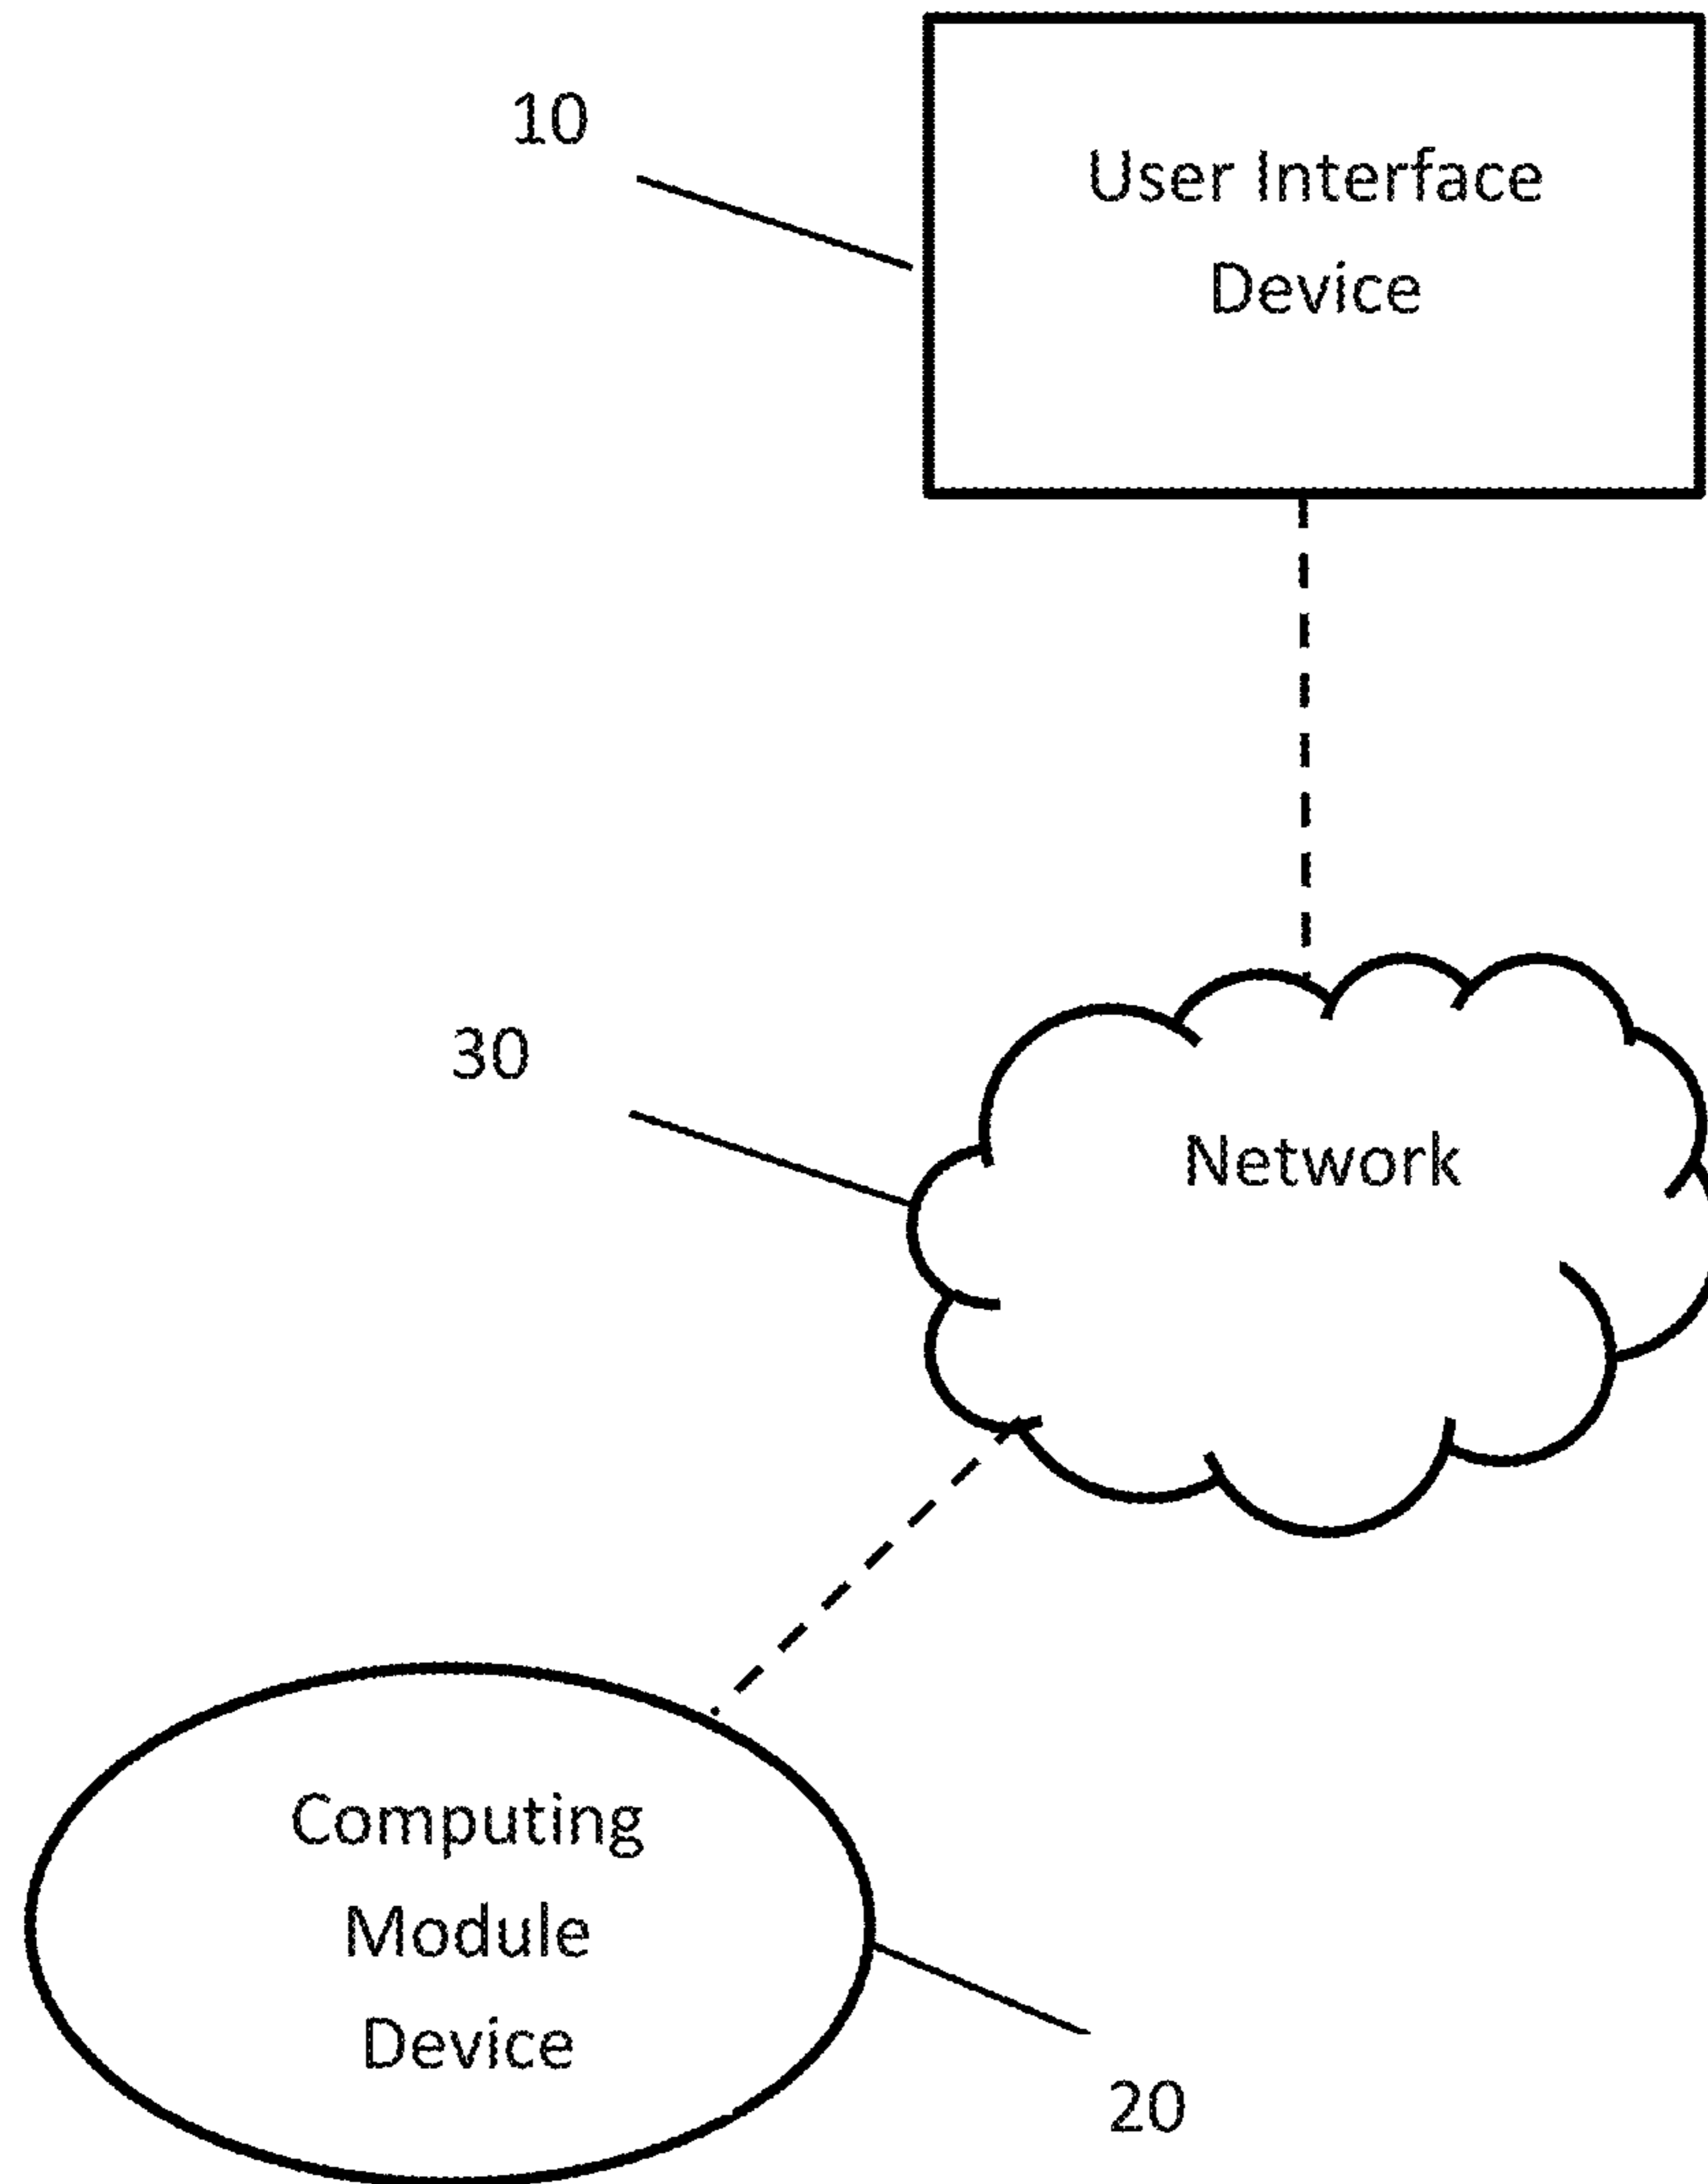 10
User Interface
Device
30
Network
Computing
Module
Device
20